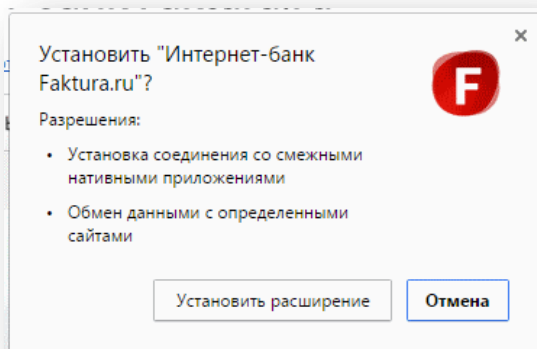 Установить "Интернет-банк
Faktura.ru"?
F
Разрешения:
• Установка соединения со смежными
нативными приложениями
• Обмен данными с определенными
сайтами
Установить расширение
Отмена